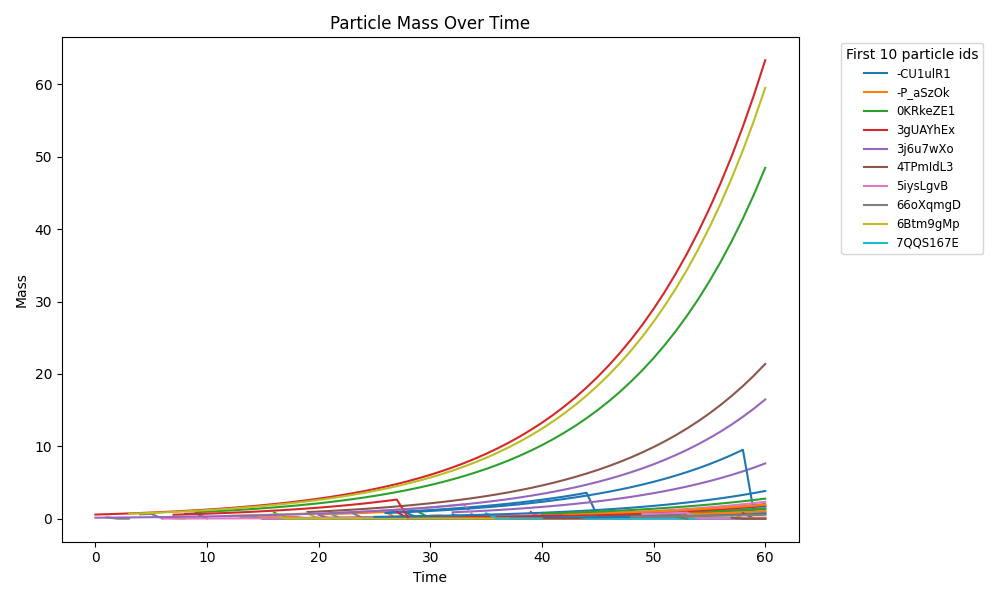 Particle Mass Over Time
Mass
60
50
40
30
20
10
0
0 10 20 30 40 50 60
Time
First 10 particle ids
-CU1ulR1
-P_aSzOk
0KRkeZE1
3gUAYhEx
3j6u7wXo
4TPmIdL3
5iysLgvB
66oXqmgD
6Btm9gMp
7QQS167E